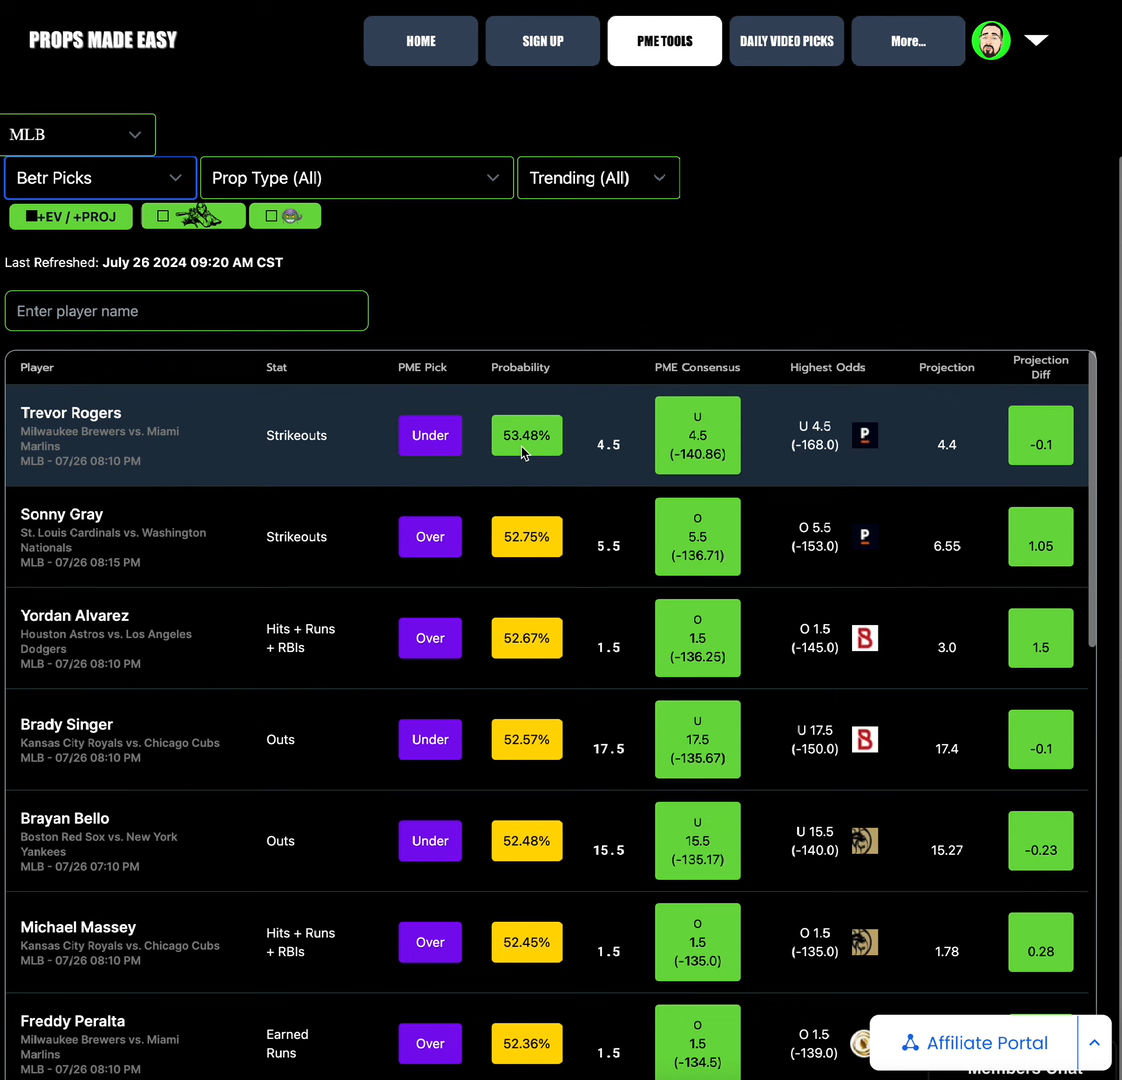 PROPS MADE EASY
HOME
SIGN UP
PME TOOLS
DAILY VIDEO PICKS
More...
MLB
Betr Picks
Prop Type (All)
Trending (All)
+EV / +PROJ
Last Refreshed: July 26 2024 09:20 AM CST
Enter player name
Player
Stat
PME Pick
Probability
PME Consensus
Highest Odds
Projection
Projection
Diff
Trevor Rogers
Milwaukee Brewers vs. Miami
Marlins
MLB - 07/26 08:10 PM
Strikeouts
Under
53.48%
4.5
U
4.5
(-140.86)
U 4.5
(-168.0)
P
4.4
-0.1
Sonny Gray
St. Louis Cardinals vs. Washington
Nationals
MLB - 07/26 08:15 PM
Strikeouts
Over
52.75%
5.5
O
5.5
(-136.71)
O 5.5
(-153.0)
P
6.55
1.05
Yordan Alvarez
Houston Astros vs. Los Angeles
Dodgers
MLB - 07/26 08:10 PM
Hits + Runs
+ RBIs
Over
52.67%
1.5
O
1.5
(-136.25)
O 1.5
(-145.0)
B
3.0
1.5
Brady Singer
Kansas City Royals vs. Chicago Cubs
MLB - 07/26 08:10 PM
Outs
Under
52.57%
17.5
U
17.5
(-135.67)
U 17.5
(-150.0)
B
17.4
-0.1
Brayan Bello
Boston Red Sox vs. New York
Yankees
MLB - 07/26 07:10 PM
Outs
Under
52.48%
15.5
U
15.5
(-135.17)
U 15.5
(-140.0)
15.27
-0.23
Michael Massey
Kansas City Royals vs. Chicago Cubs
MLB - 07/26 08:10 PM
Hits + Runs
+ RBIs
Over
52.45%
1.5
O
1.5
(-135.0)
O 1.5
(-135.0)
1.78
0.28
Freddy Peralta
Milwaukee Brewers vs. Miami
Marlins
MLB - 07/26 08:10 PM
Earned
Runs
Over
52.36%
1.5
O
1.5
(-134.5)
O 1.5
(-139.0)
Affiliate Portal
Members Chat